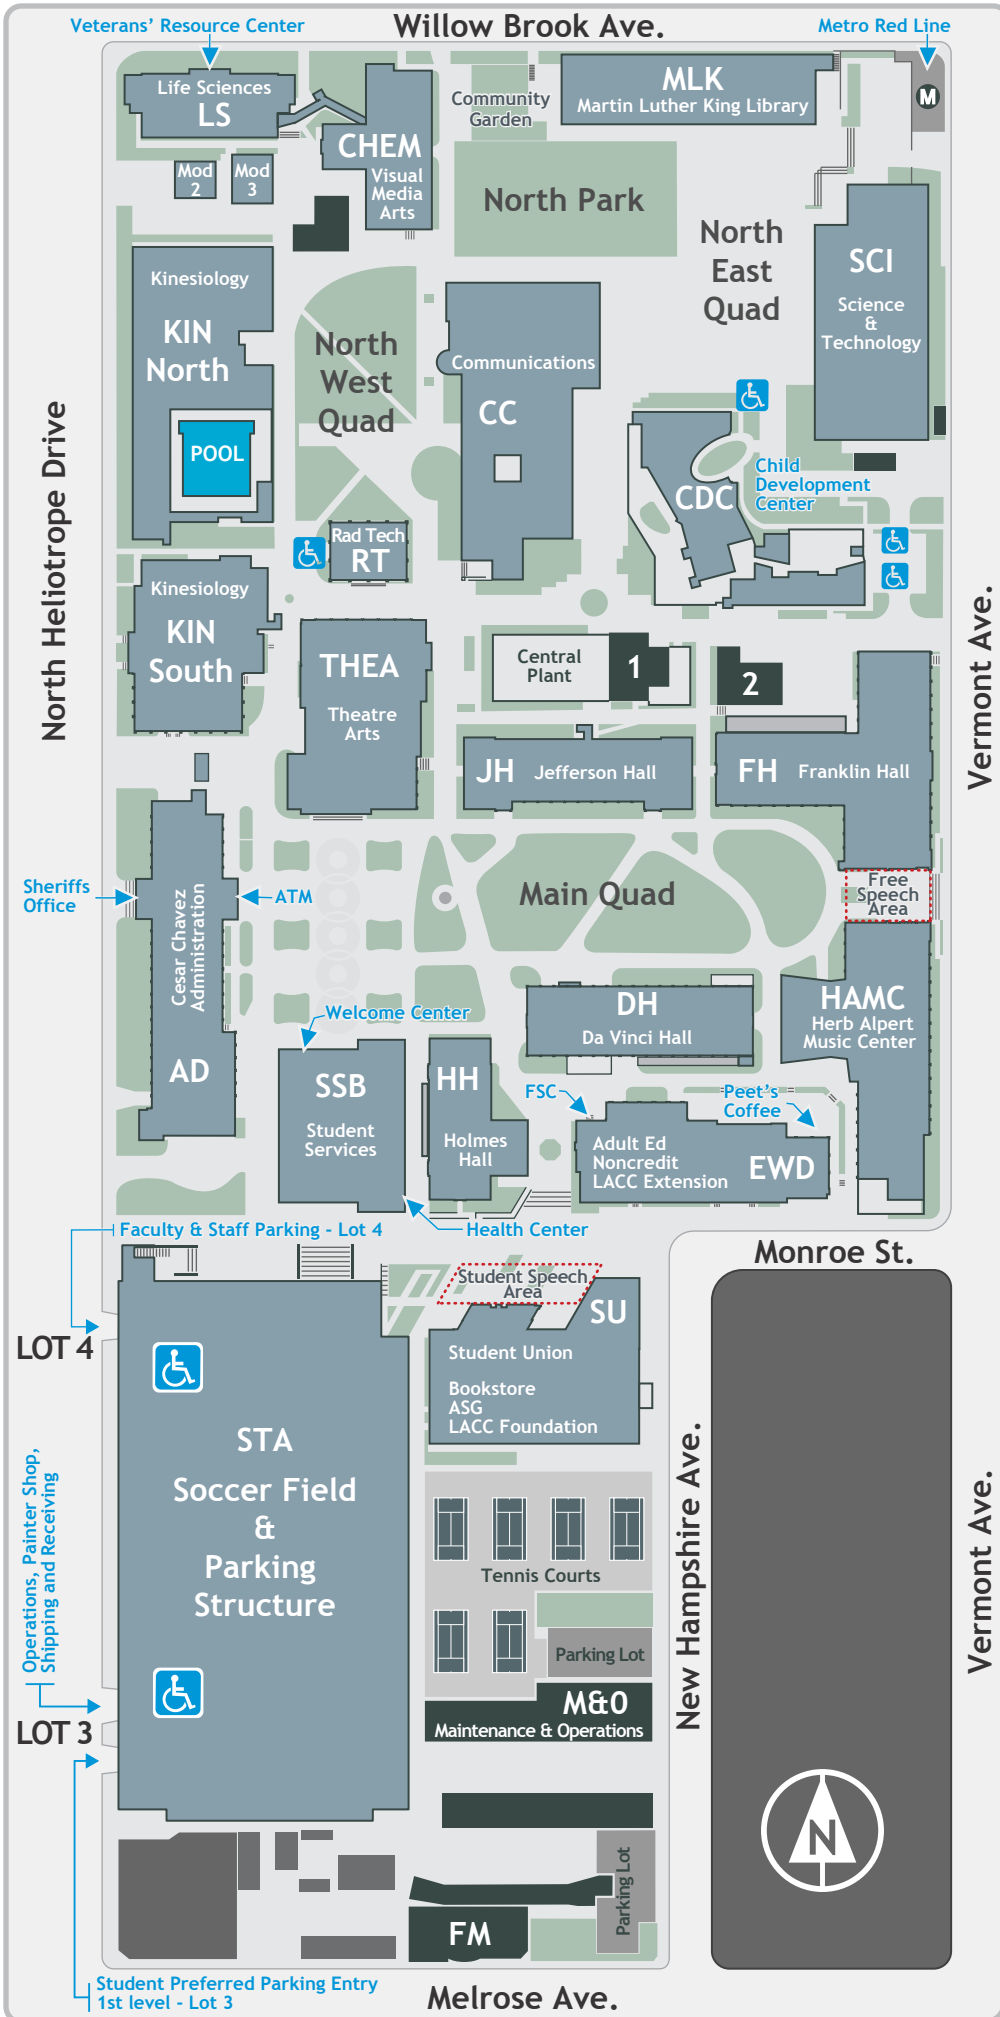 Veterans’ Resource Center
Willow Brook Ave.
Metro Red Line
M
Life Sciences
LS
CHEM
Visual
Media
Arts
Community
Garden
MLK
Martin Luther King Library
Mod
2
Mod
3
North Park
North
East
Quad
SCI
Science
&
Technology
Kinesiology
KIN
North
POOL
North
West
Quad
Communications
CC
Child
Development
Center
CDC
Rad Tech
RT
North Heliotrope Drive
Vermont Ave.
Kinesiology
KIN
South
THEA
Theatre
Arts
Central
Plant
1
2
JH Jefferson Hall
FH Franklin Hall
Sheriffs
Office
Cesar Chavez
Administration
AD
ATM
Main Quad
Free
Speech
Area
Welcome Center
DH
Da Vinci Hall
HAMC
Herb Alpert
Music Center
SSB
Student
Services
HH
Holmes
Hall
FSC
Peet’s
Coffee
Adult Ed
Noncredit
LACC Extension
EWD
Faculty & Staff Parking - Lot 4
Health Center
Monroe St.
LOT 4
Student Speech
Area
SU
Student Union
Bookstore
ASG
LACC Foundation
STA
Soccer Field
&
Parking
Structure
Operations, Painter Shop,
Shipping and Receiving
Tennis Courts
New Hampshire Ave.
Vermont Ave.
Parking Lot
LOT 3
M&O
Maintenance & Operations
N
Parking Lot
FM
Student Preferred Parking Entry
1st level - Lot 3
Melrose Ave.